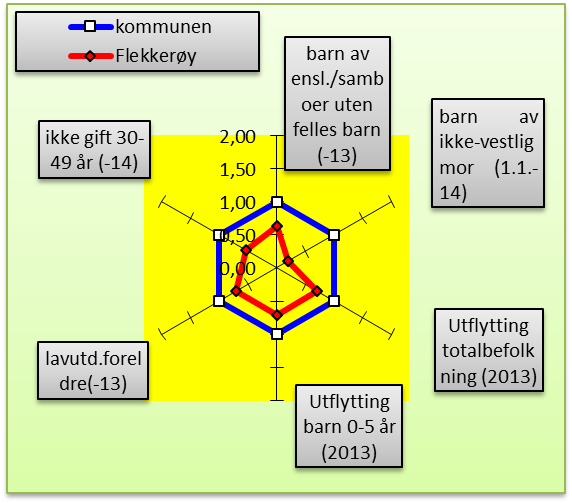 kommunen
Flekkerøy
barn av
ensl./samb
oer uten
felles barn
(-13)
barn av
ikke-vestlig
mor (1.1.-
14)
ikke gift 30-
49 år (-14)
2,00
1,50
1,00
0,50
0,00
Utflytting
totalbefolk
ning (2013)
lavutd.forel
dre(-13)
Utflytting
barn 0-5 år
(2013)